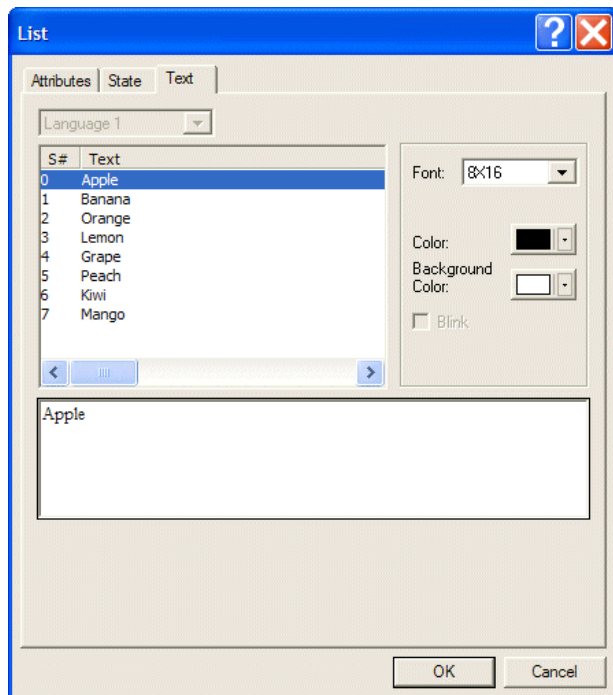 List
Attributes State Text
Language 1
S# Text
0 Apple
1 Banana
2 Orange
3 Lemon
4 Grape
5 Peach
6 Kiwi
7 Mango
Font: 8X16
Color:
Background
Color:
Blink
Apple
OK Cancel